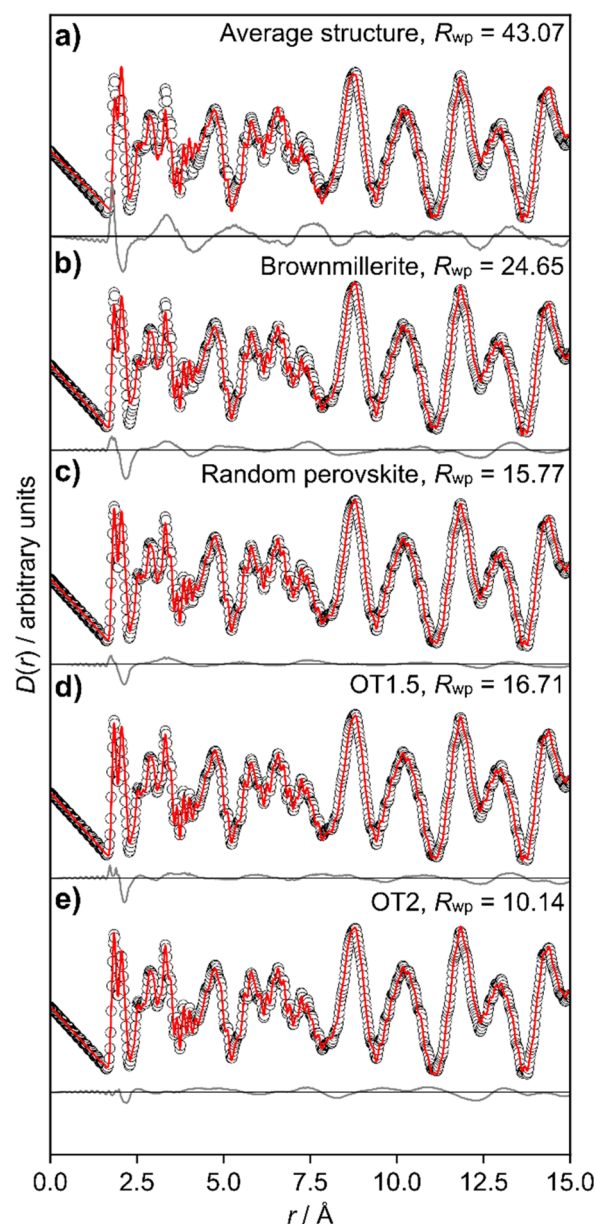 a) Average structure, Rwp = 43.07
b) Brownmillerite, Rwp = 24.65
c) Random perovskite, Rwp = 15.77
d) OT1.5, Rwp = 16.71
e) OT2, Rwp = 10.14
D(r) / arbitrary units
0.0 2.5 5.0 7.5 10.0 12.5 15.0
r / Å